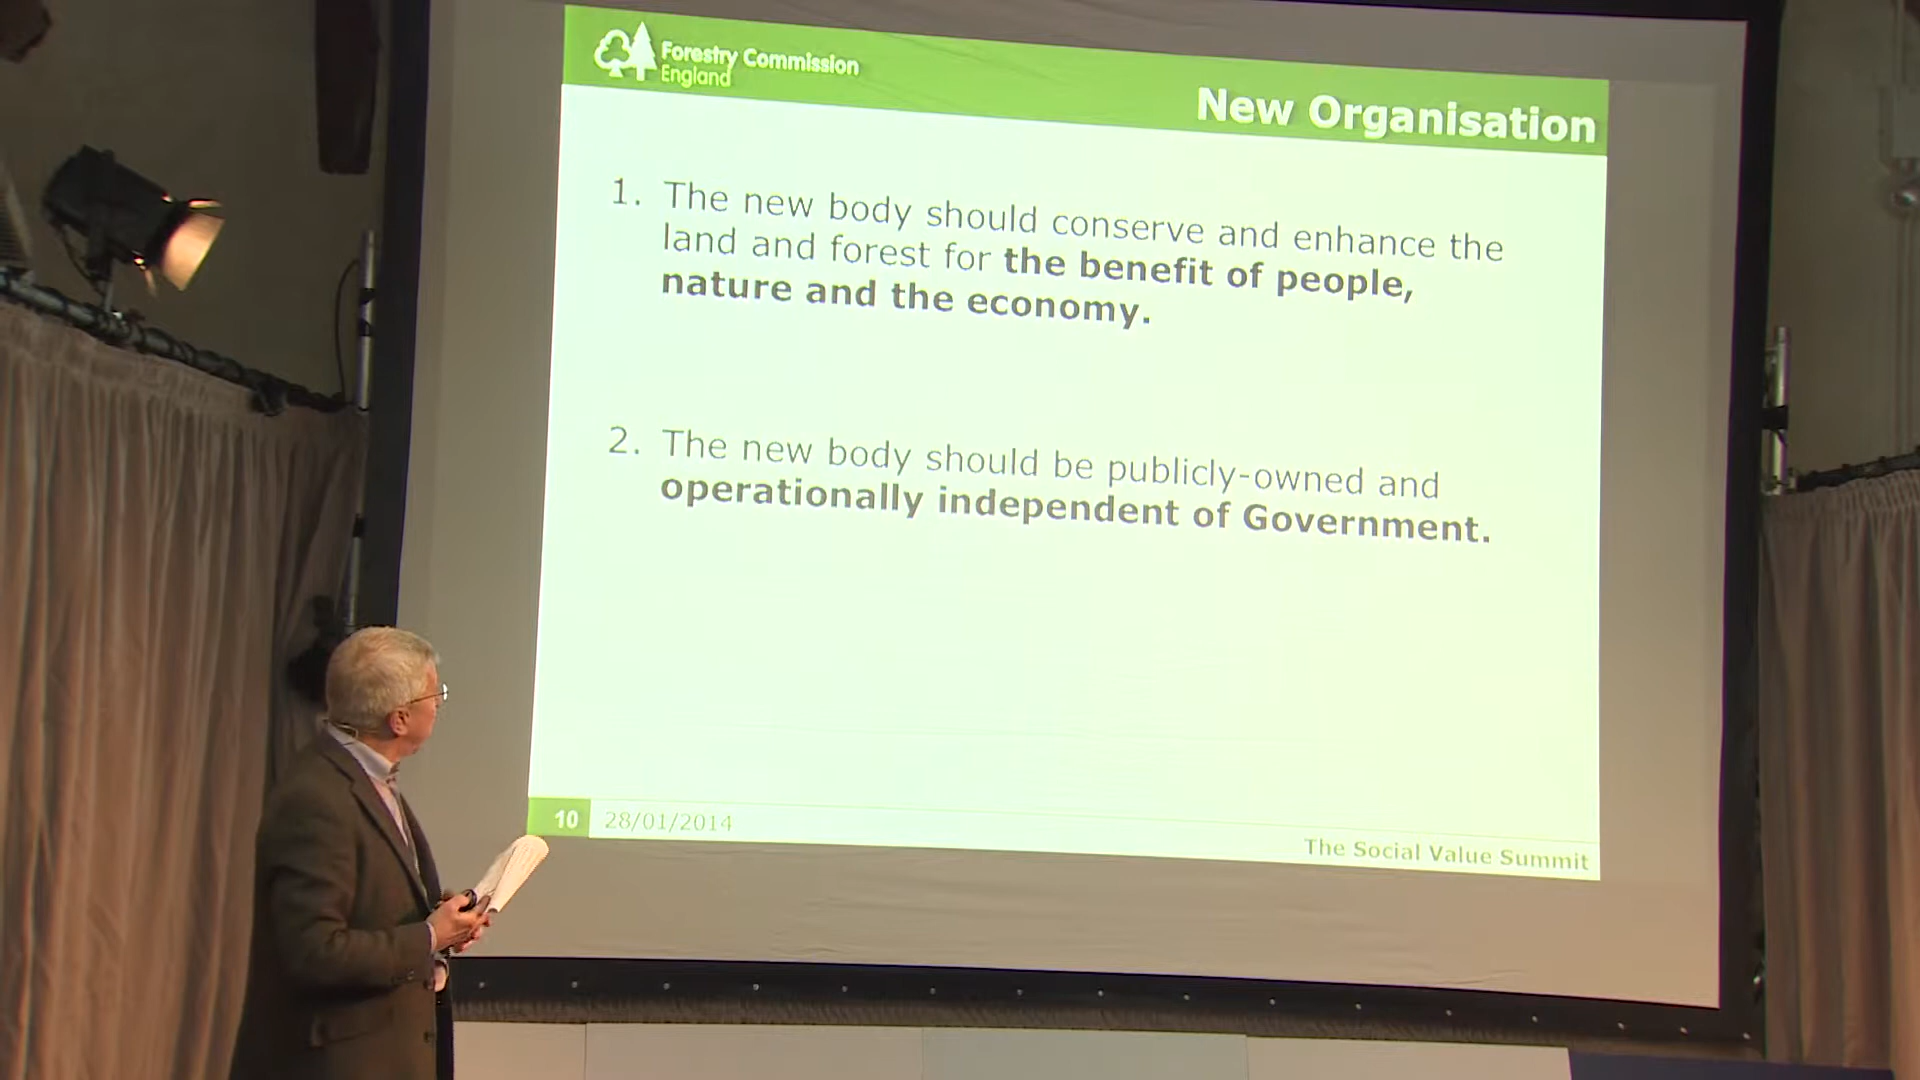 Forestry Commission
England
New Organisation
1. The new body should conserve and enhance the
land and forest for the benefit of people,
nature and the economy.
2. The new body should be publicly-owned and
operationally independent of Government.
10 28/01/2014
The Social Value Summit